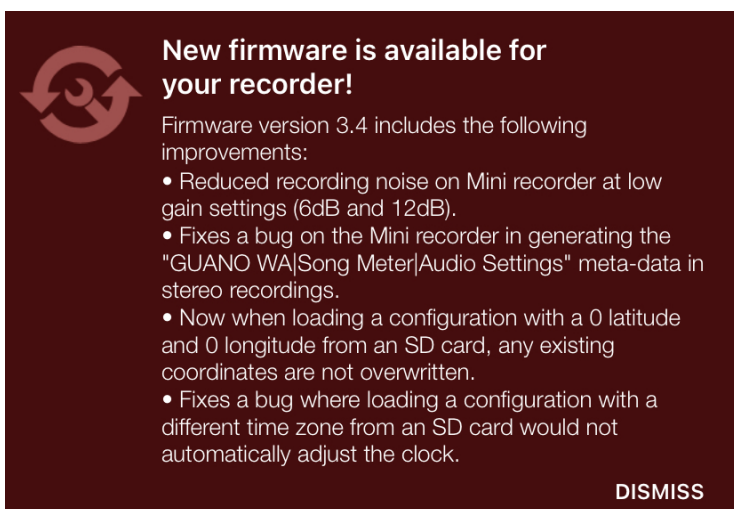 New firmware is available for
your recorder!
Firmware version 3.4 includes the following
improvements:
• Reduced recording noise on Mini recorder at low
gain settings (6dB and 12dB).
• Fixes a bug on the Mini recorder in generating the
"GUANO WA|Song Meter|Audio Settings" meta-data in
stereo recordings.
• Now when loading a configuration with a 0 latitude
and 0 longitude from an SD card, any existing
coordinates are not overwritten.
• Fixes a bug where loading a configuration with a
different time zone from an SD card would not
automatically adjust the clock.
DISMISS